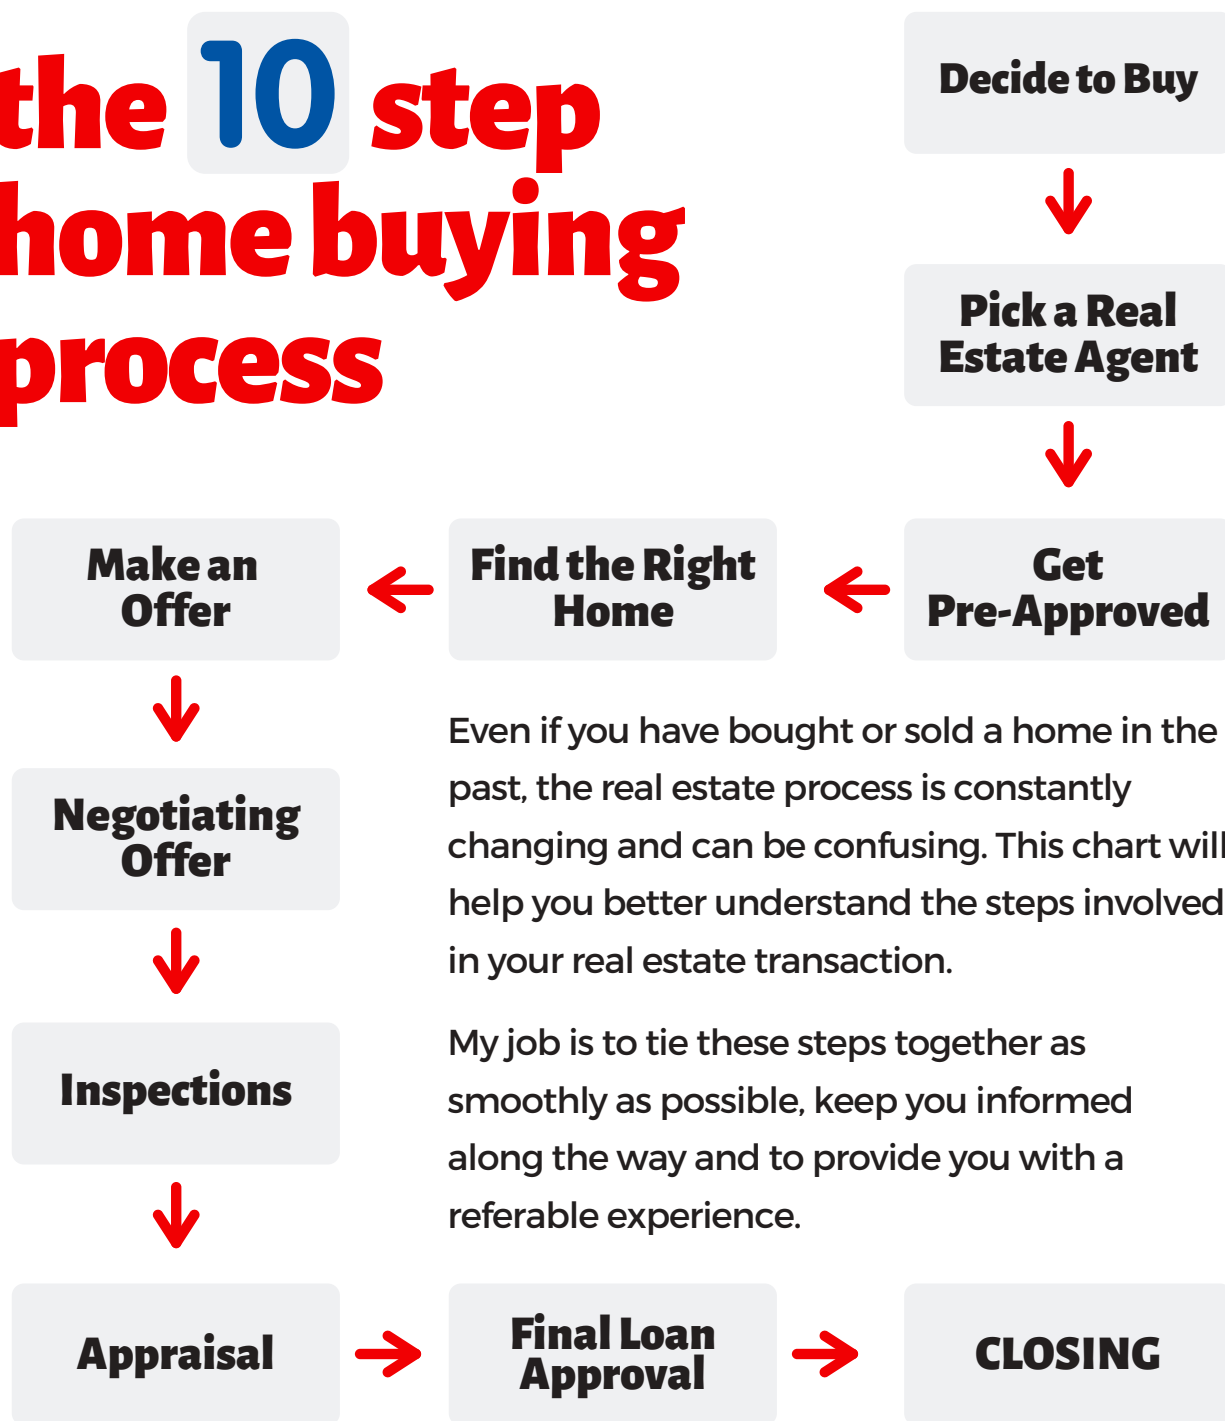 the 10 step
home buying
process
Decide to Buy
Pick a Real
Estate Agent
Get
Pre-Approved
Find the Right
Home
Make an
Offer
Negotiating
Offer
Inspections
Appraisal
Final Loan
Approval
CLOSING
Even if you have bought or sold a home in the
past, the real estate process is constantly
changing and can be confusing. This chart will
help you better understand the steps involved
in your real estate transaction.
My job is to tie these steps together as
smoothly as possible, keep you informed
along the way and to provide you with a
referable experience.